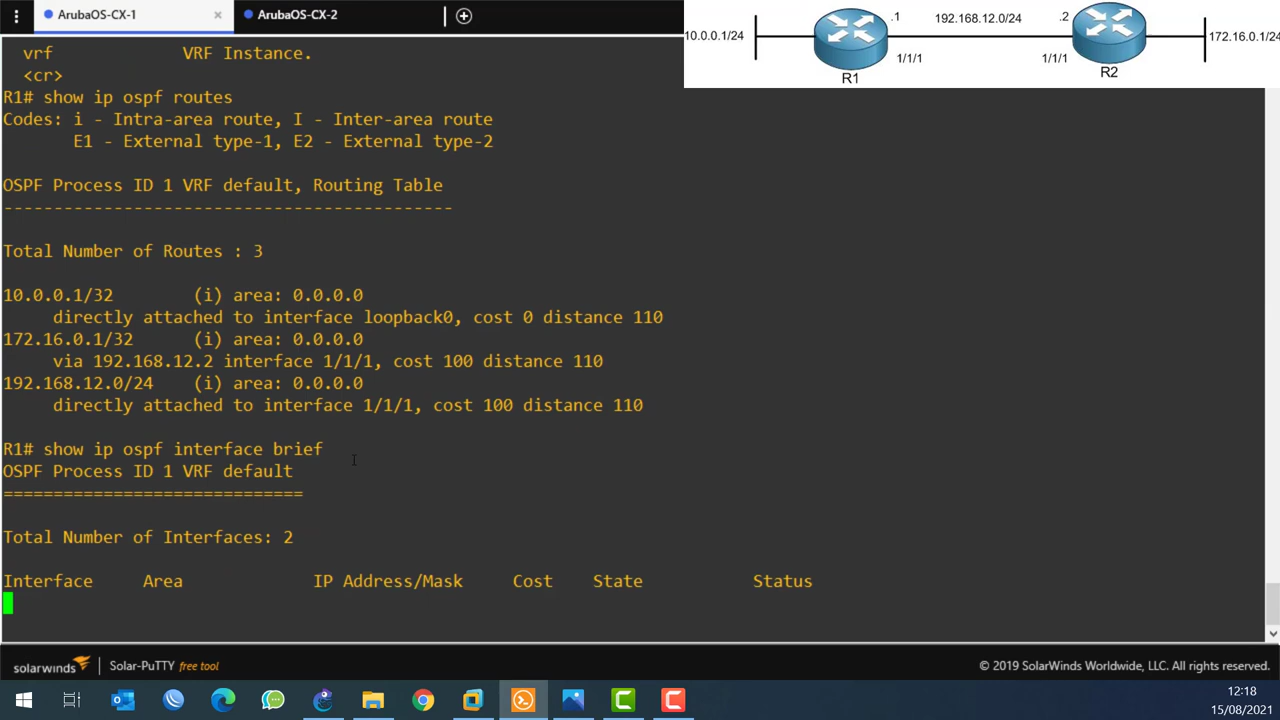 ArubaOS-CX-1
ArubaOS-CX-2
vrf VRF Instance.
<cr>
R1# show ip ospf routes
Codes: i - Intra-area route, I - Inter-area route
E1 - External type-1, E2 - External type-2
OSPF Process ID 1 VRF default, Routing Table
---------------------------------------------
Total Number of Routes : 3
10.0.0.1/32 (i) area: 0.0.0.0
directly attached to interface loopback0, cost 0 distance 110
172.16.0.1/32 (i) area: 0.0.0.0
via 192.168.12.2 interface 1/1/1, cost 100 distance 110
192.168.12.0/24 (i) area: 0.0.0.0
directly attached to interface 1/1/1, cost 100 distance 110
R1# show ip ospf interface brief
OSPF Process ID 1 VRF default
==============================
Total Number of Interfaces: 2
Interface Area IP Address/Mask Cost State Status
10.0.0.1/24
.1
192.168.12.0/24
.2
172.16.0.1/24
1/1/1
1/1/1
R1
R2
solarwinds
Solar-PuTTY free tool
© 2019 SolarWinds Worldwide, LLC. All rights reserved.
12:18
15/08/2021